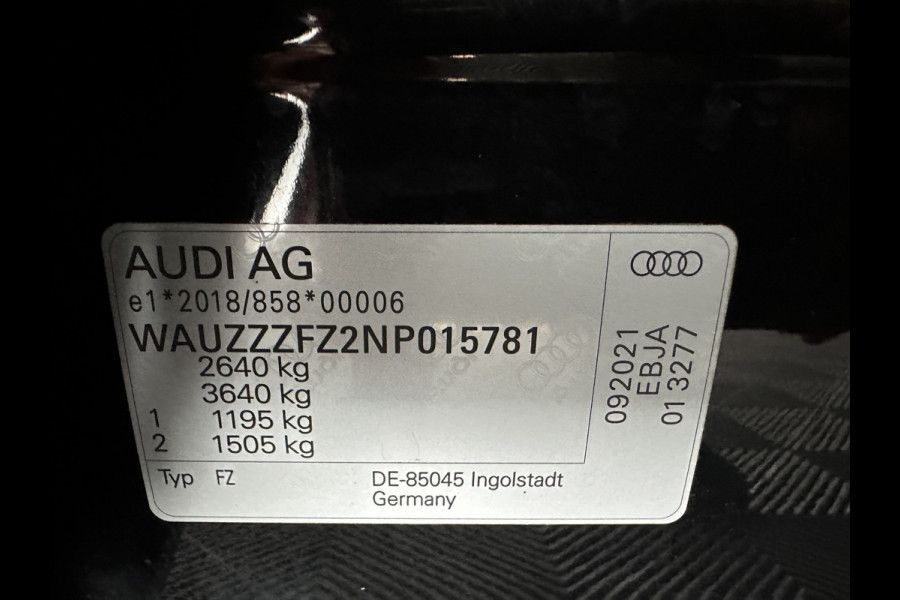 AUDI AG
e1*2018/858*00006
WAUZZZFZ2NP015781
2640 kg
3640 kg
1 1195 kg
2 1505 kg
Typ FZ
DE-85045 Ingolstadt
Germany
092021
EBJA
013277